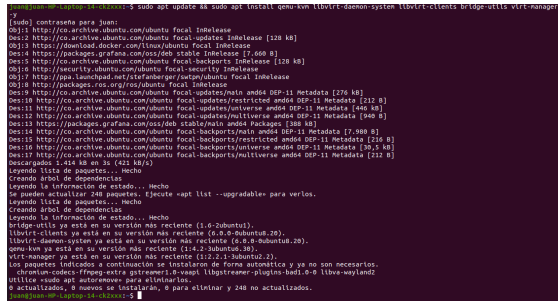 juan@juan-HP-Laptop-14-ck2xxx:~$ sudo apt update && sudo apt install qemu-kvm libvirt-daemon-system libvirt-clients bridge-utils virt-manager
-y
[sudo] contraseña para juan:
Obj:1 http://co.archive.ubuntu.com/ubuntu focal InRelease
Des:2 http://co.archive.ubuntu.com/ubuntu focal-updates InRelease [128 kB]
Obj:3 https://download.docker.com/linux/ubuntu focal InRelease
Des:4 https://packages.grafana.com/oss/deb stable InRelease [7.660 B]
Des:5 http://co.archive.ubuntu.com/ubuntu focal-backports InRelease [128 kB]
Obj:6 http://security.ubuntu.com/ubuntu focal-security InRelease
Obj:7 http://ppa.launchpad.net/stefanberger/swtpm/ubuntu focal InRelease
Obj:8 http://packages.ros.org/ros/ubuntu focal InRelease
Des:9 http://co.archive.ubuntu.com/ubuntu focal-updates/main amd64 DEP-11 Metadata [276 kB]
Des:10 http://co.archive.ubuntu.com/ubuntu focal-updates/restricted amd64 DEP-11 Metadata [212 B]
Des:11 http://co.archive.ubuntu.com/ubuntu focal-updates/universe amd64 DEP-11 Metadata [446 kB]
Des:12 http://co.archive.ubuntu.com/ubuntu focal-updates/multiverse amd64 DEP-11 Metadata [940 B]
Des:13 https://packages.grafana.com/oss/deb stable/main amd64 Packages [388 kB]
Des:14 http://co.archive.ubuntu.com/ubuntu focal-backports/main amd64 DEP-11 Metadata [7.980 B]
Des:15 http://co.archive.ubuntu.com/ubuntu focal-backports/restricted amd64 DEP-11 Metadata [216 B]
Des:16 http://co.archive.ubuntu.com/ubuntu focal-backports/universe amd64 DEP-11 Metadata [30,5 kB]
Des:17 http://co.archive.ubuntu.com/ubuntu focal-backports/multiverse amd64 DEP-11 Metadata [212 B]
Descargados 1.414 kB en 3s (421 kB/s)
Leyendo lista de paquetes... Hecho
Creando árbol de dependencias
Leyendo la información de estado... Hecho
Se pueden actualizar 248 paquetes. Ejecute «apt list --upgradable» para verlos.
Leyendo lista de paquetes... Hecho
Creando árbol de dependencias
Leyendo la información de estado... Hecho
bridge-utils ya está en su versión más reciente (1.6-2ubuntu1).
libvirt-clients ya está en su versión más reciente (6.0.0-0ubuntu8.20).
libvirt-daemon-system ya está en su versión más reciente (6.0.0-0ubuntu8.20).
qemu-kvm ya está en su versión más reciente (1:4.2-3ubuntu6.30).
virt-manager ya está en su versión más reciente (1:2.2.1-3ubuntu2.2).
Los paquetes indicados a continuación se instalaron de forma automática y ya no son necesarios.
chromium-codecs-ffmpeg-extra gstreamer1.0-vaapi libgstreamer-plugins-bad1.0-0 libva-wayland2
Utilice «sudo apt autoremove» para eliminarlos.
0 actualizados, 0 nuevos se instalarán, 0 para eliminar y 248 no actualizados.
juan@juan-HP-Laptop-14-ck2xxx:~$